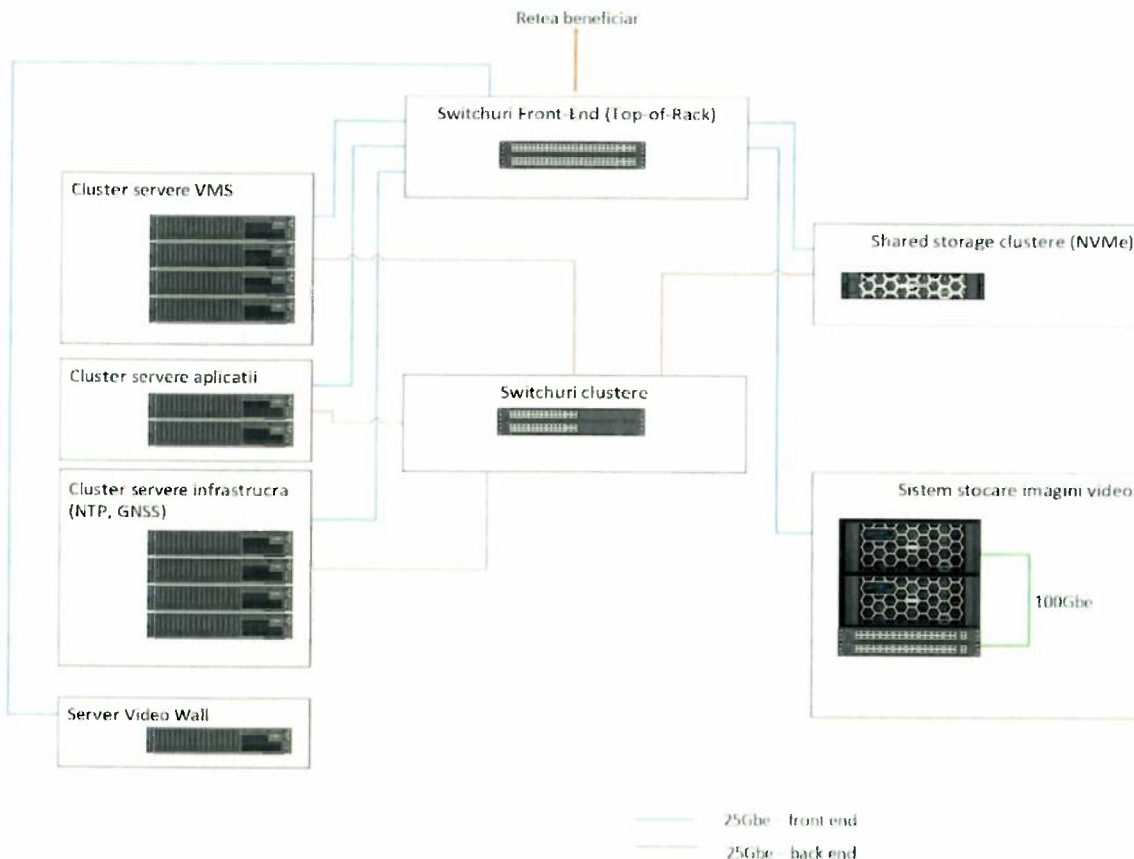 Retea beneficiar
Switchuri Front-End (Top-of-Rack)
Cluster servere VMS
Shared storage clustere (NVMe)
Cluster servere aplicatii
Switchuri clustere
Cluster servere infrastrucra
(NTP, GNSS)
Sistem stocare imagini video
100Gbe
Server Video Wall
25Gbe - front end
25Gbe - back end